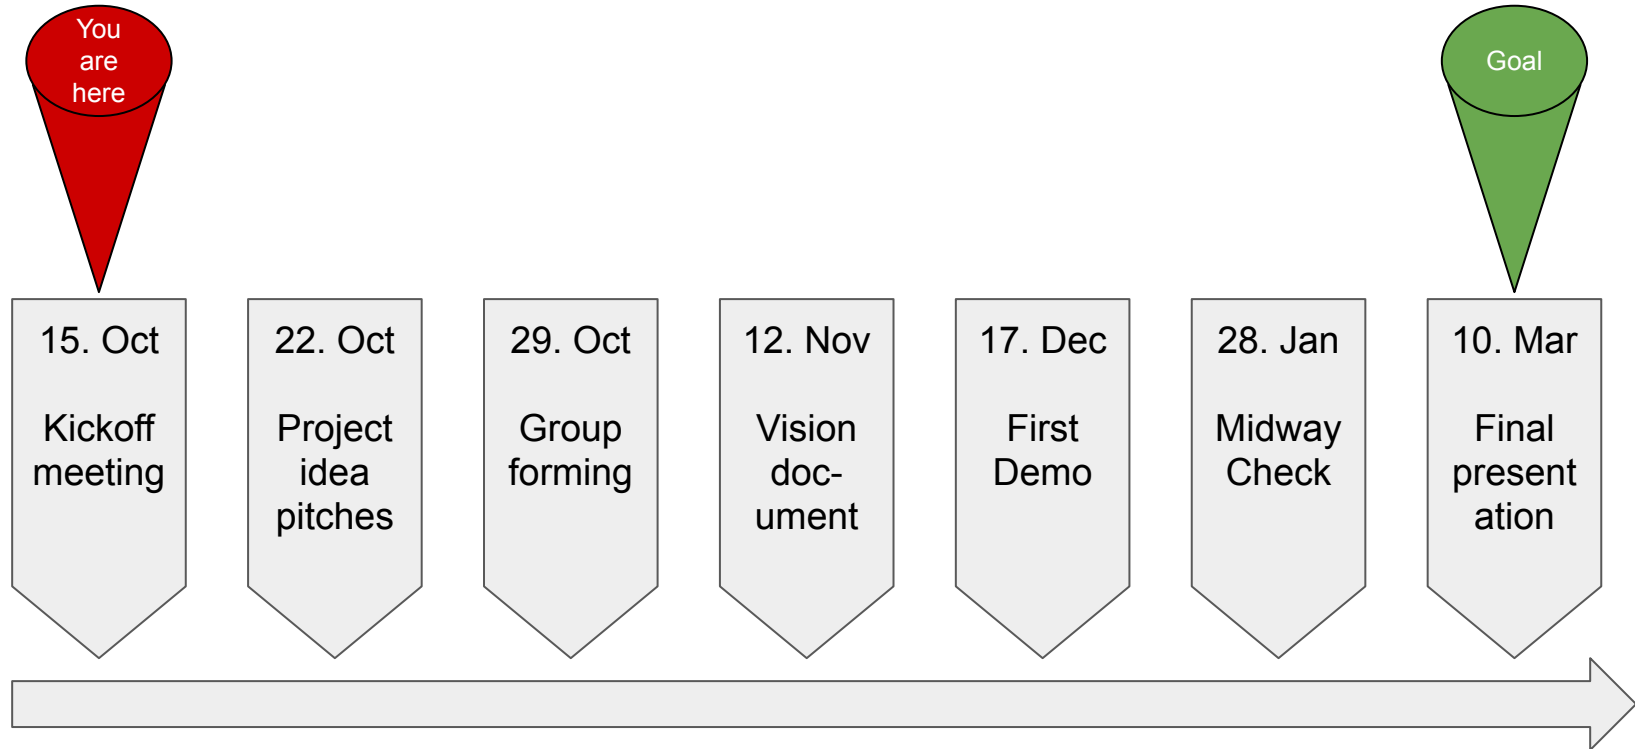 You
are
here
Goal
15. Oct
Kickoff
meeting
22. Oct
Project
idea
pitches
29. Oct
Group
forming
12. Nov
Vision
doc-
ument
17. Dec
First
Demo
28. Jan
Midway
Check
10. Mar
Final
present
ation